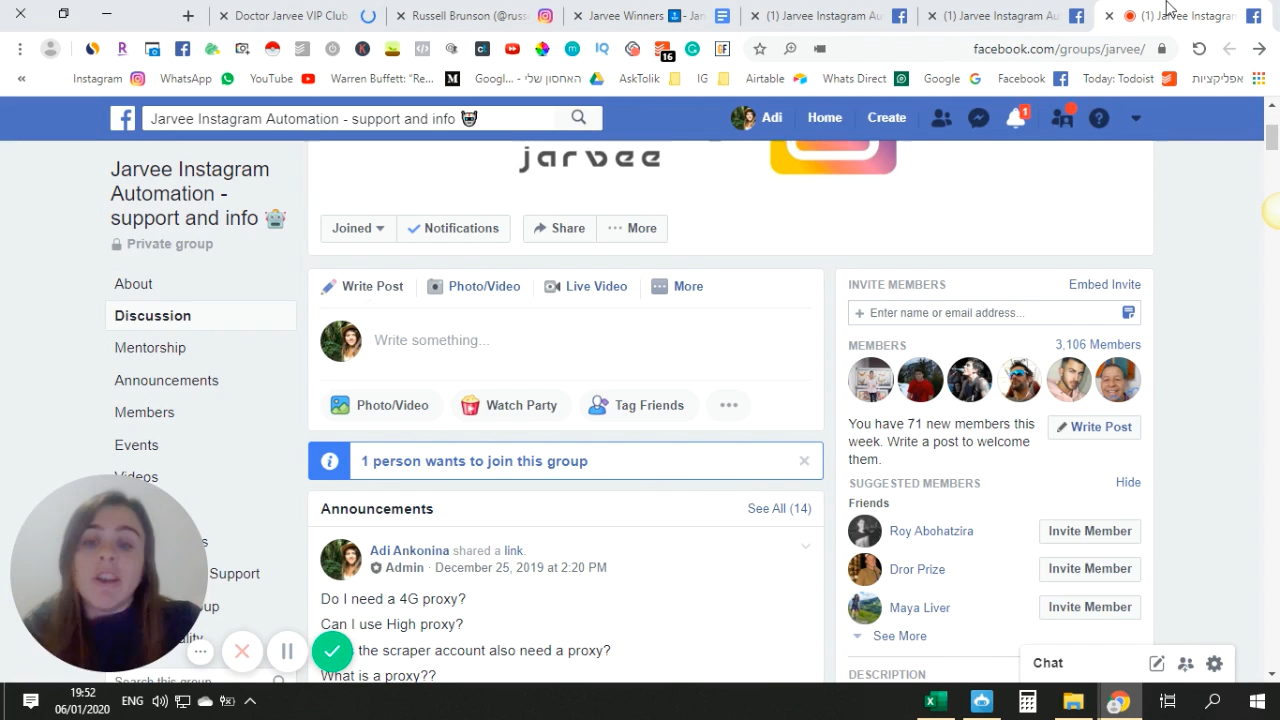 Doctor Jarvee VIP Club
Russell Brunson (@russ
Jarvee Winners
(1) Jarvee Instagram Au
(1) Jarvee Instagram Au
(1) Jarvee Instagram
16
facebook.com/groups/jarvee/
Instagram
WhatsApp
YouTube
Warren Buffett: "Re...
האחסון שלי - Googl...
AskTolik
IG
Airtable
Whats Direct
Google
Facebook
Today: Todoist
אפליקציות
Jarvee Instagram Automation - support and info
Adi
Home
Create
1
Jarvee Instagram
Automation -
support and info
Private group
About
Discussion
Mentorship
Announcements
Members
Events
Videos
Support
jarvee
Joined
Notifications
Share
More
Write Post
Photo/Video
Live Video
More
Write something...
Photo/Video
Watch Party
Tag Friends
1 person wants to join this group
Announcements
See All (14)
Adi Ankonina shared a link.
Admin · December 25, 2019 at 2:20 PM
Do I need a 4G proxy?
Can I use High proxy?
the scraper account also need a proxy?
What is a proxy??
INVITE MEMBERS
Embed Invite
Enter name or email address...
MEMBERS
3,106 Members
You have 71 new members this
week. Write a post to welcome
them.
Write Post
SUGGESTED MEMBERS
Hide
Friends
Roy Abohatzira
Invite Member
Dror Prize
Invite Member
Maya Liver
Invite Member
See More
DESCRIPTION
Chat
19:52
06/01/2020
ENG